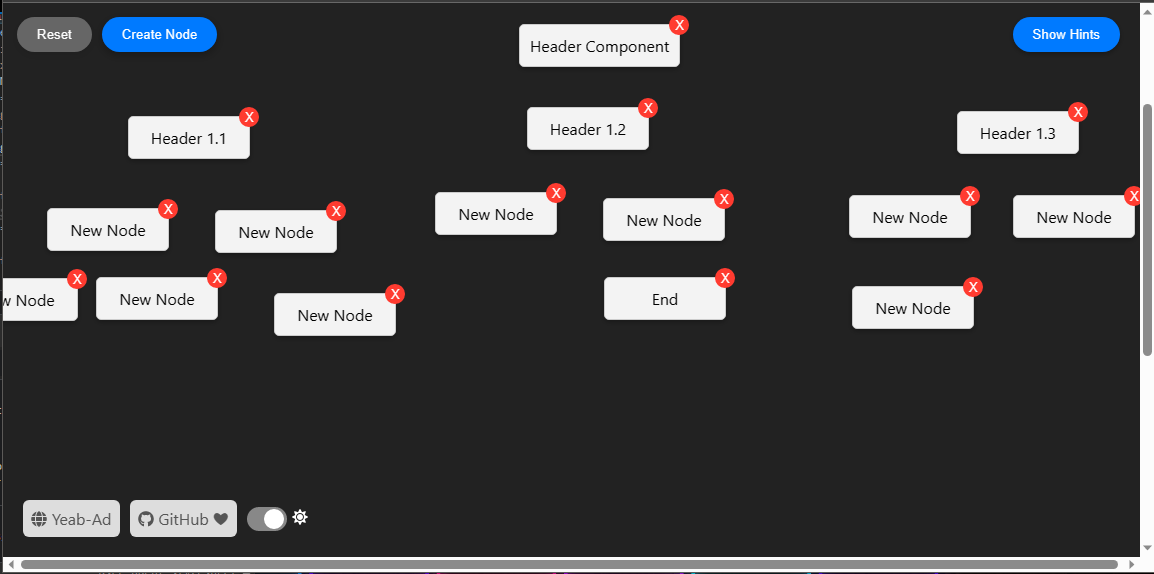 Reset
Create Node
Header Component
X
Show Hints
Header 1.1
X
Header 1.2
X
Header 1.3
X
New Node
X
New Node
X
New Node
X
New Node
X
New Node
X
New Node
X
w Node
X
New Node
X
New Node
X
End
X
New Node
X
Yeab-Ad
GitHub